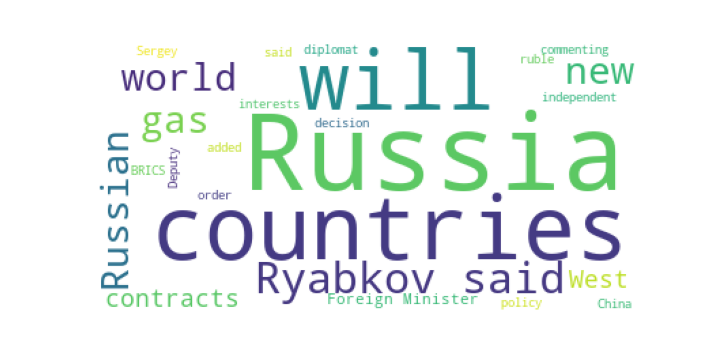 Sergey
said
diplomat
commenting
ruble
world
will
new
interests
independent
gas
decision
Russia
added
Russian
BRICS
Deputy
order
countries
Ryabkov said
West
contracts
Foreign Minister
policy
China